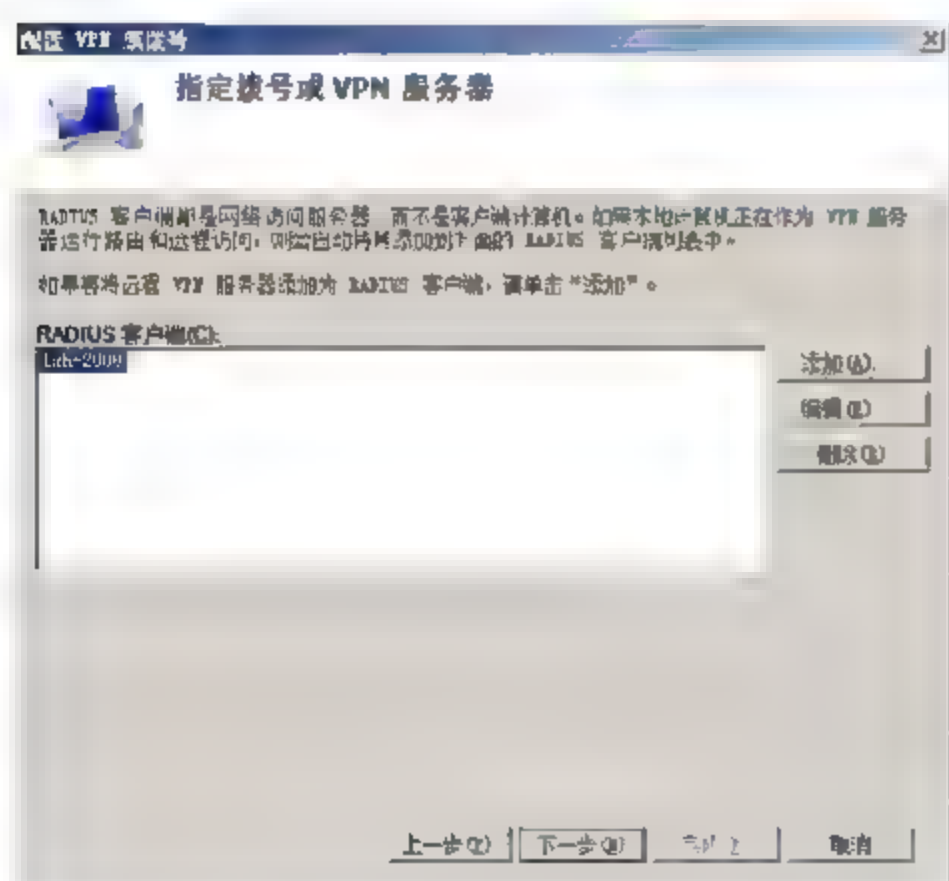 配置 VPN 或拨号
指定拨号或 VPN 服务器
RADIUS 客户端即是网络访问服务器，而不是客户端计算机。如果本地计算机正在作为 VPN 服务
器运行路由和远程访问，则会自动将其添加到下面的 RADIUS 客户端列表中。
如果要将远程 VPN 服务器添加为 RADIUS 客户端，请单击“添加”。
RADIUS 客户端(C):
添加(A)
编辑(E)
删除(R)
上一步(P) 下一步(N) 取消